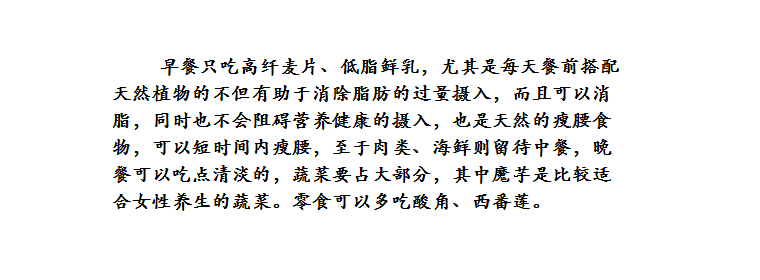 早餐只吃高纤麦片、低脂鲜乳，尤其是每天餐前搭配
天然植物的不但有助于消除脂肪的过量摄入，而且可以消
脂，同时也不会阻碍营养健康的摄入，也是天然的瘦腰食
物，可以短时间内瘦腰，至于肉类、海鲜则留待中餐，晚
餐可以吃点清淡的，蔬菜要占大部分，其中魔芋是比较适
合女性养生的蔬菜。零食可以多吃酸角、西番莲。